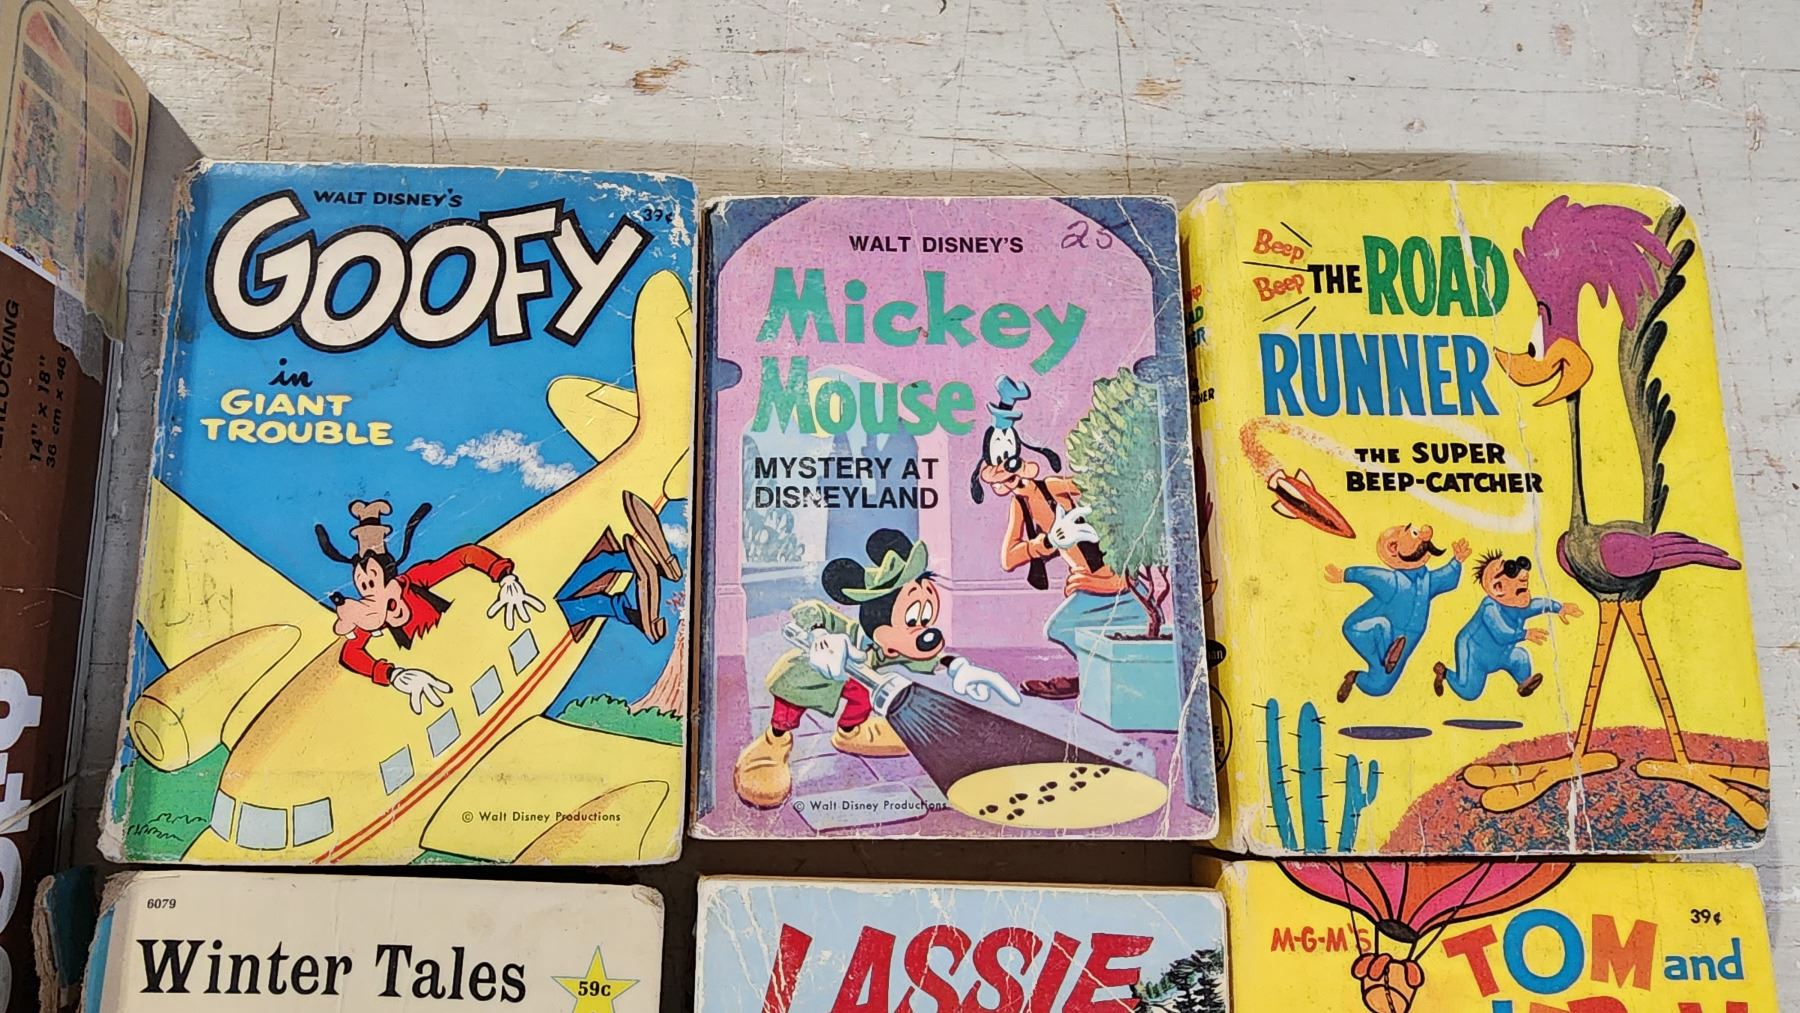 WALT DISNEY'S
39¢
GOOFY
in
GIANT
TROUBLE
© Walt Disney Productions
WALT DISNEY'S
25
Mickey
Mouse
MYSTERY AT
DISNEYLAND
© Walt Disney Productions
Beep
Beep
THE ROAD
RUNNER
THE SUPER
BEEP-CATCHER
14" x 18"
6079
Winter Tales
59c
LASSIE
M-G-M's
39¢
TOM and